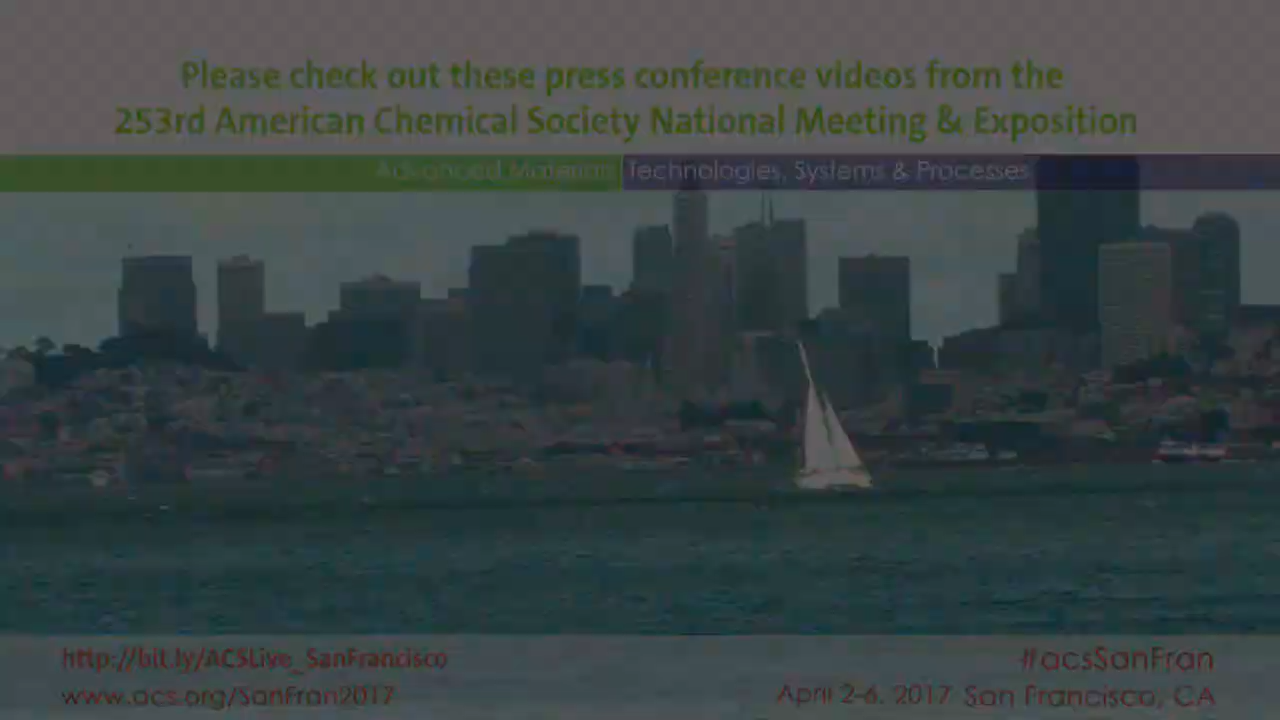 Please check out these press conference videos from the
253rd American Chemical Society National Meeting & Exposition
Advanced Materials Technologies, Systems & Processes
http://bit.ly/ACSLive_SanFrancisco
#acsSanFran
www.acs.org/SanFran2017
April 2-6, 2017 San Francisco, CA